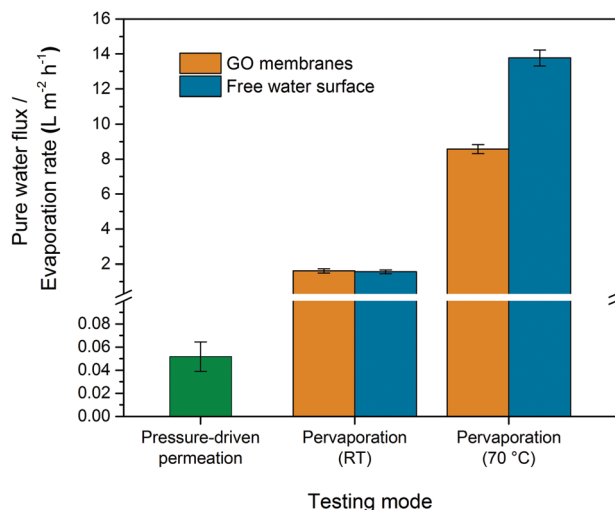 Pure water flux /
Evaporation rate (L m⁻² h⁻¹)
16
14
12
10
8
6
4
2
0.08
0.06
0.04
0.02
0.00
GO membranes
Free water surface
Pressure-driven
permeation
Pervaporation
(RT)
Pervaporation
(70 °C)
Testing mode